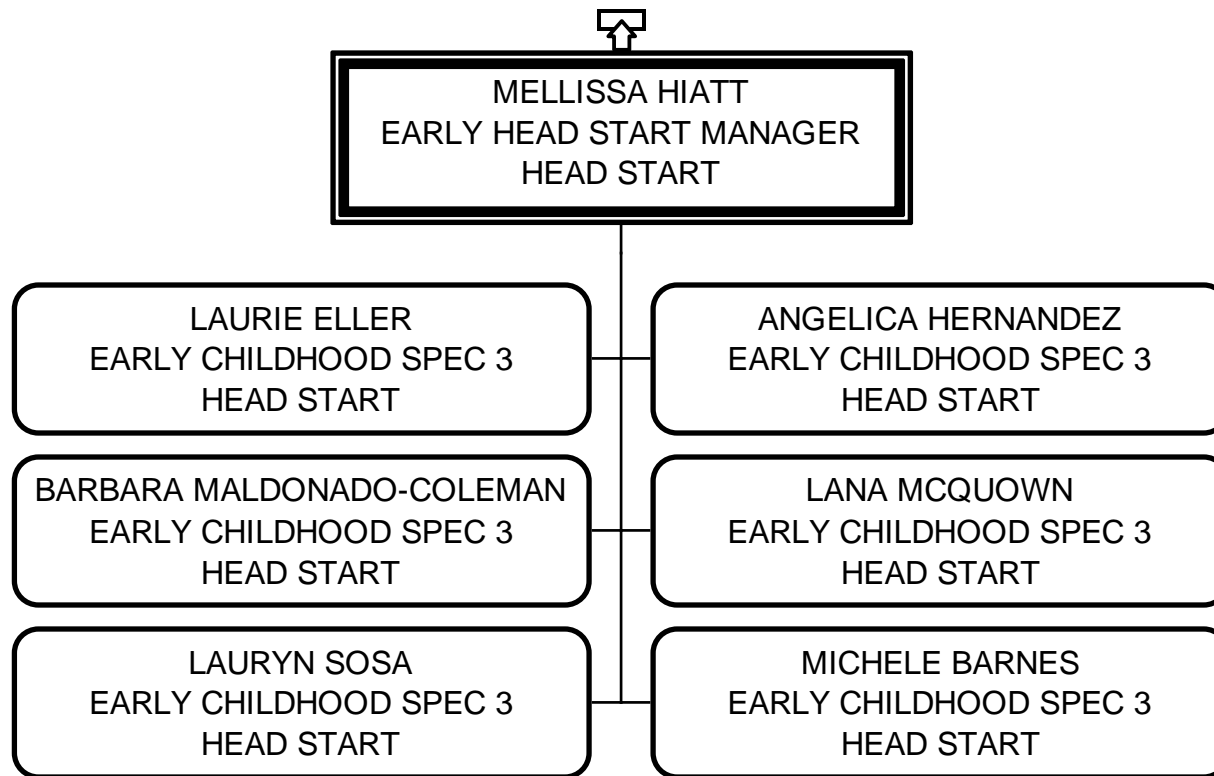 MELLISSA HIATT
EARLY HEAD START MANAGER
HEAD START
LAURIE ELLER
EARLY CHILDHOOD SPEC 3
HEAD START
ANGELICA HERNANDEZ
EARLY CHILDHOOD SPEC 3
HEAD START
BARBARA MALDONADO-COLEMAN
EARLY CHILDHOOD SPEC 3
HEAD START
LANA MCQUOWN
EARLY CHILDHOOD SPEC 3
HEAD START
LAURYN SOSA
EARLY CHILDHOOD SPEC 3
HEAD START
MICHELE BARNES
EARLY CHILDHOOD SPEC 3
HEAD START